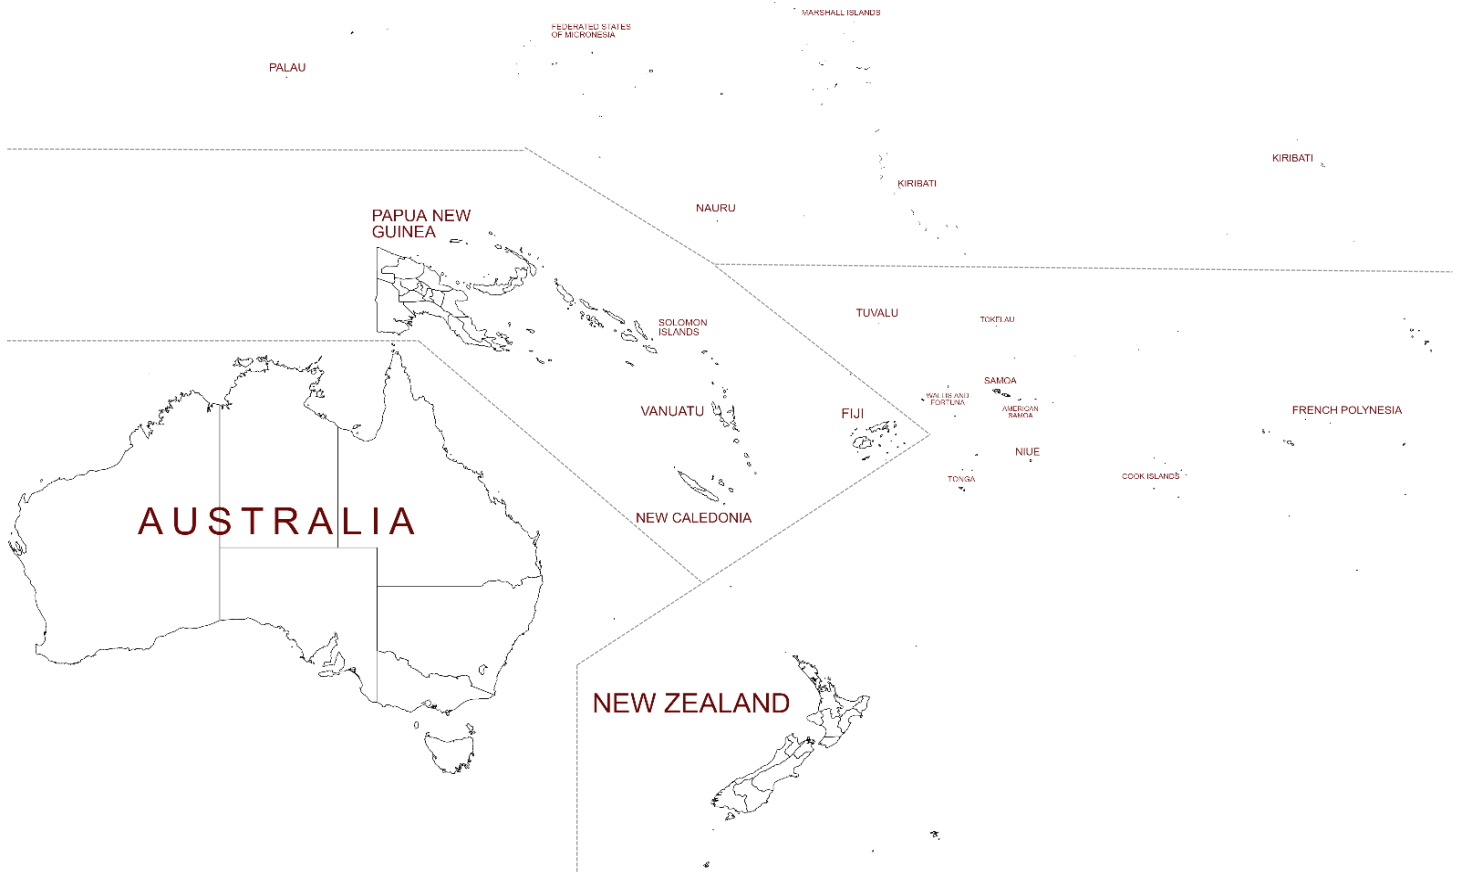 MARSHALL ISLANDS
FEDERATED STATES
OF MICRONESIA
PALAU
KIRIBATI
KIRIBATI
NAURU
PAPUA NEW
GUINEA
TUVALU
TOKELAU
SOLOMON
ISLANDS
SAMOA
WALLIS AND
FORTUNA
AMERICAN
SAMOA
VANUATU
FIJI
FRENCH POLYNESIA
NIUE
TONGA
COOK ISLANDS
NEW CALEDONIA
AUSTRALIA
NEW ZEALAND